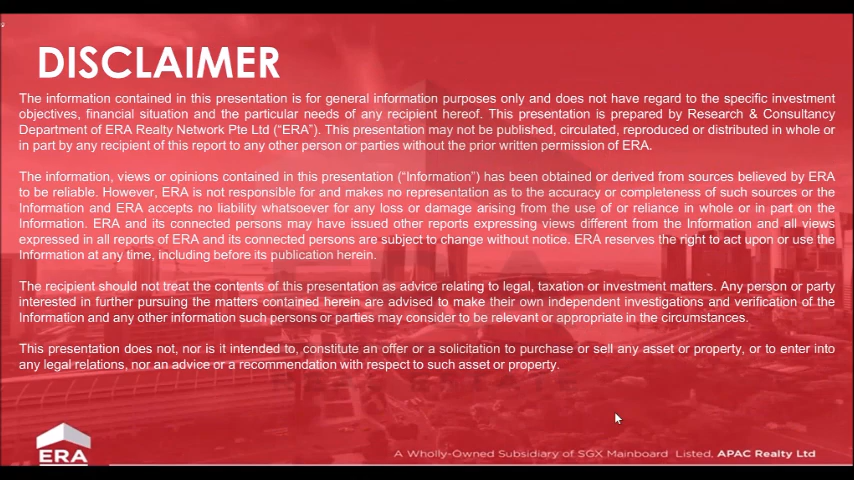 DISCLAIMER
The information contained in this presentation is for general information purposes only and does not have regard to the specific investment
objectives, financial situation and the particular needs of any recipient hereof. This presentation is prepared by Research & Consultancy
Department of ERA Realty Network Pte Ltd (“ERA”). This presentation may not be published, circulated, reproduced or distributed in whole or
in part by any recipient of this report to any other person or parties without the prior written permission of ERA.
The information, views or opinions contained in this presentation (“Information”) has been obtained or derived from sources believed by ERA
to be reliable. However, ERA is not responsible for and makes no representation as to the accuracy or completeness of such sources or the
Information and ERA accepts no liability whatsoever for any loss or damage arising from the use of or reliance in whole or in part on the
Information. ERA and its connected persons may have issued other reports expressing views different from the Information and all views
expressed in all reports of ERA and its connected persons are subject to change without notice. ERA reserves the right to act upon or use the
Information at any time, including before its publication herein.
The recipient should not treat the contents of this presentation as advice relating to legal, taxation or investment matters. Any person or party
interested in further pursuing the matters contained herein are advised to make their own independent investigations and verification of the
Information and any other information such persons or parties may consider to be relevant or appropriate in the circumstances.
This presentation does not, nor is it intended to, constitute an offer or a solicitation to purchase or sell any asset or property, or to enter into
any legal relations, nor an advice or a recommendation with respect to such asset or property.
ERA
A Wholly-Owned Subsidiary of SGX Mainboard Listed, APAC Realty Ltd